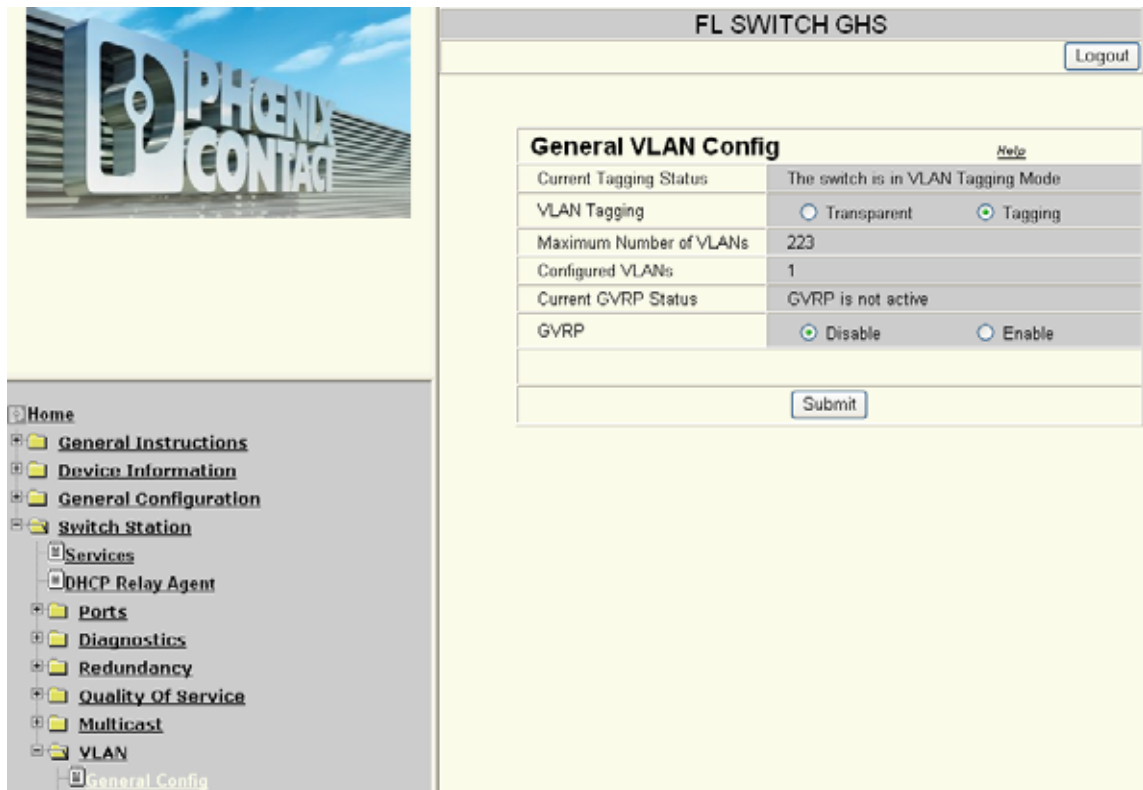 PHŒNIX
CONTACT
FL SWITCH GHS
Logout
General VLAN Config Help
Current Tagging Status The switch is in VLAN Tagging Mode
VLAN Tagging Transparent Tagging
Maximum Number of VLANs 223
Configured VLANs 1
Current GVRP Status GVRP is not active
GVRP Disable Enable
Submit
Home
General Instructions
Device Information
General Configuration
Switch Station
Services
DHCP Relay Agent
Ports
Diagnostics
Redundancy
Quality Of Service
Multicast
VLAN
General Config